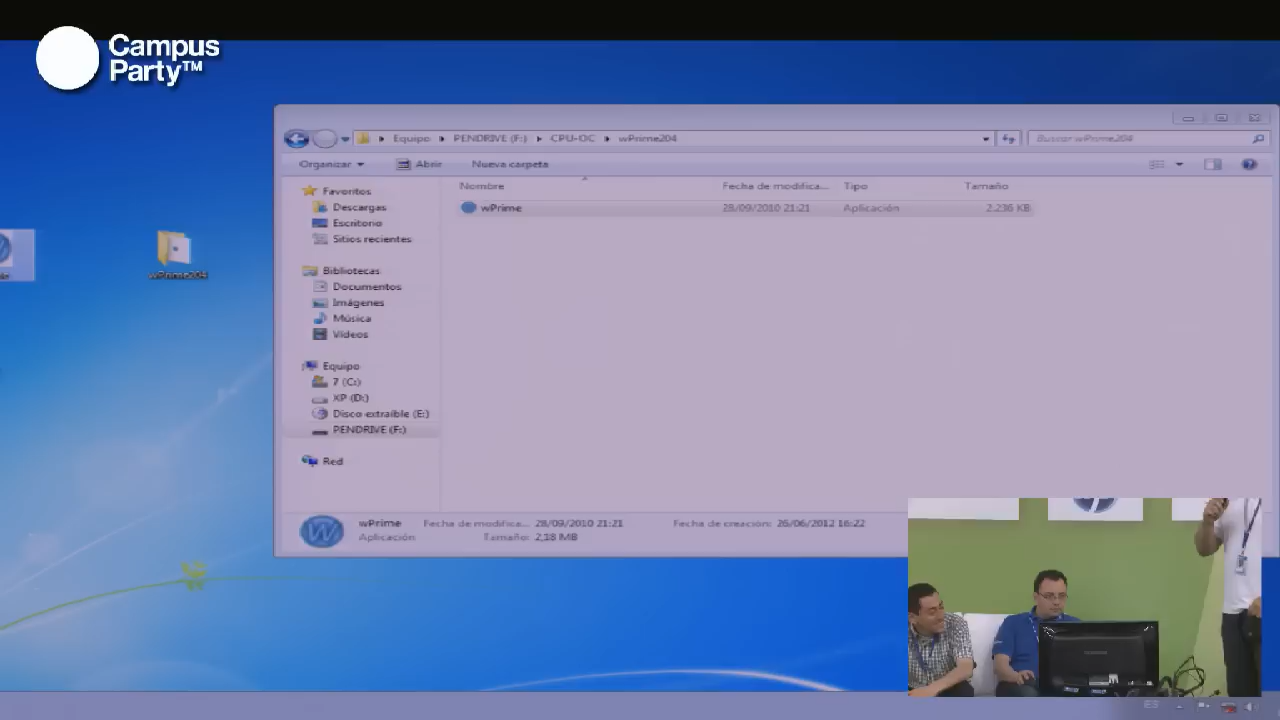 Campus
Party™
Equipo ▸ PENDRIVE (F:) ▸ CPU-OC ▸ wPrime204
Buscar wPrime204
Organizar
Abrir
Nueva carpeta
Nombre
Fecha de modifica...
Tipo
Tamaño
wPrime
28/09/2010 21:21
Aplicación
2.236 KB
Favoritos
Descargas
Escritorio
Sitios recientes
Bibliotecas
Documentos
Imágenes
Música
Vídeos
Equipo
7 (C:)
XP (D:)
Disco extraíble (E:)
PENDRIVE (F:)
Red
wPrime204
wPrime
Fecha de modifica... 28/09/2010 21:21
Fecha de creación: 26/06/2012 16:22
Aplicación
Tamaño: 2,18 MB
ES